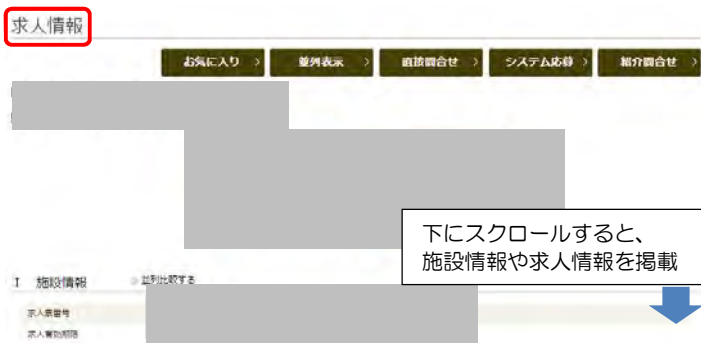 求人情報
お気に入り > 並列表示 > 直接問合せ > システム応募 > 紹介問合せ >
下にスクロールすると、
施設情報や求人情報を掲載
I 施設情報 並列比較する
求人票番号
求人有効期限